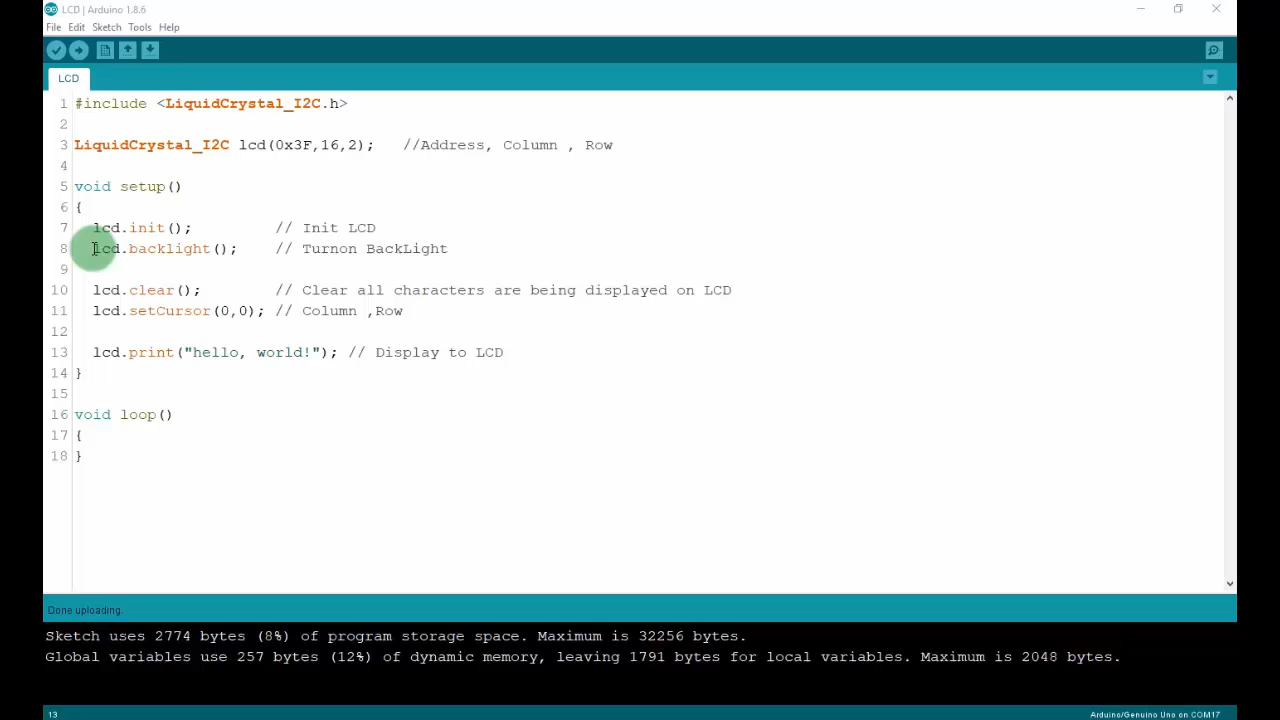 LCD | Arduino 1.8.6
File Edit Sketch Tools Help
LCD
1 #include <LiquidCrystal_I2C.h>
2
3 LiquidCrystal_I2C lcd(0x3F,16,2); //Address, Column , Row
4
5 void setup()
6 {
7 lcd.init(); // Init LCD
8 lcd.backlight(); // Turnon BackLight
9
10 lcd.clear(); // Clear all characters are being displayed on LCD
11 lcd.setCursor(0,0); // Column ,Row
12
13 lcd.print("hello, world!"); // Display to LCD
14 }
15
16 void loop()
17 {
18 }
Done uploading.
Sketch uses 2774 bytes (8%) of program storage space. Maximum is 32256 bytes.
Global variables use 257 bytes (12%) of dynamic memory, leaving 1791 bytes for local variables. Maximum is 2048 bytes.
13 Arduino/Genuino Uno on COM17